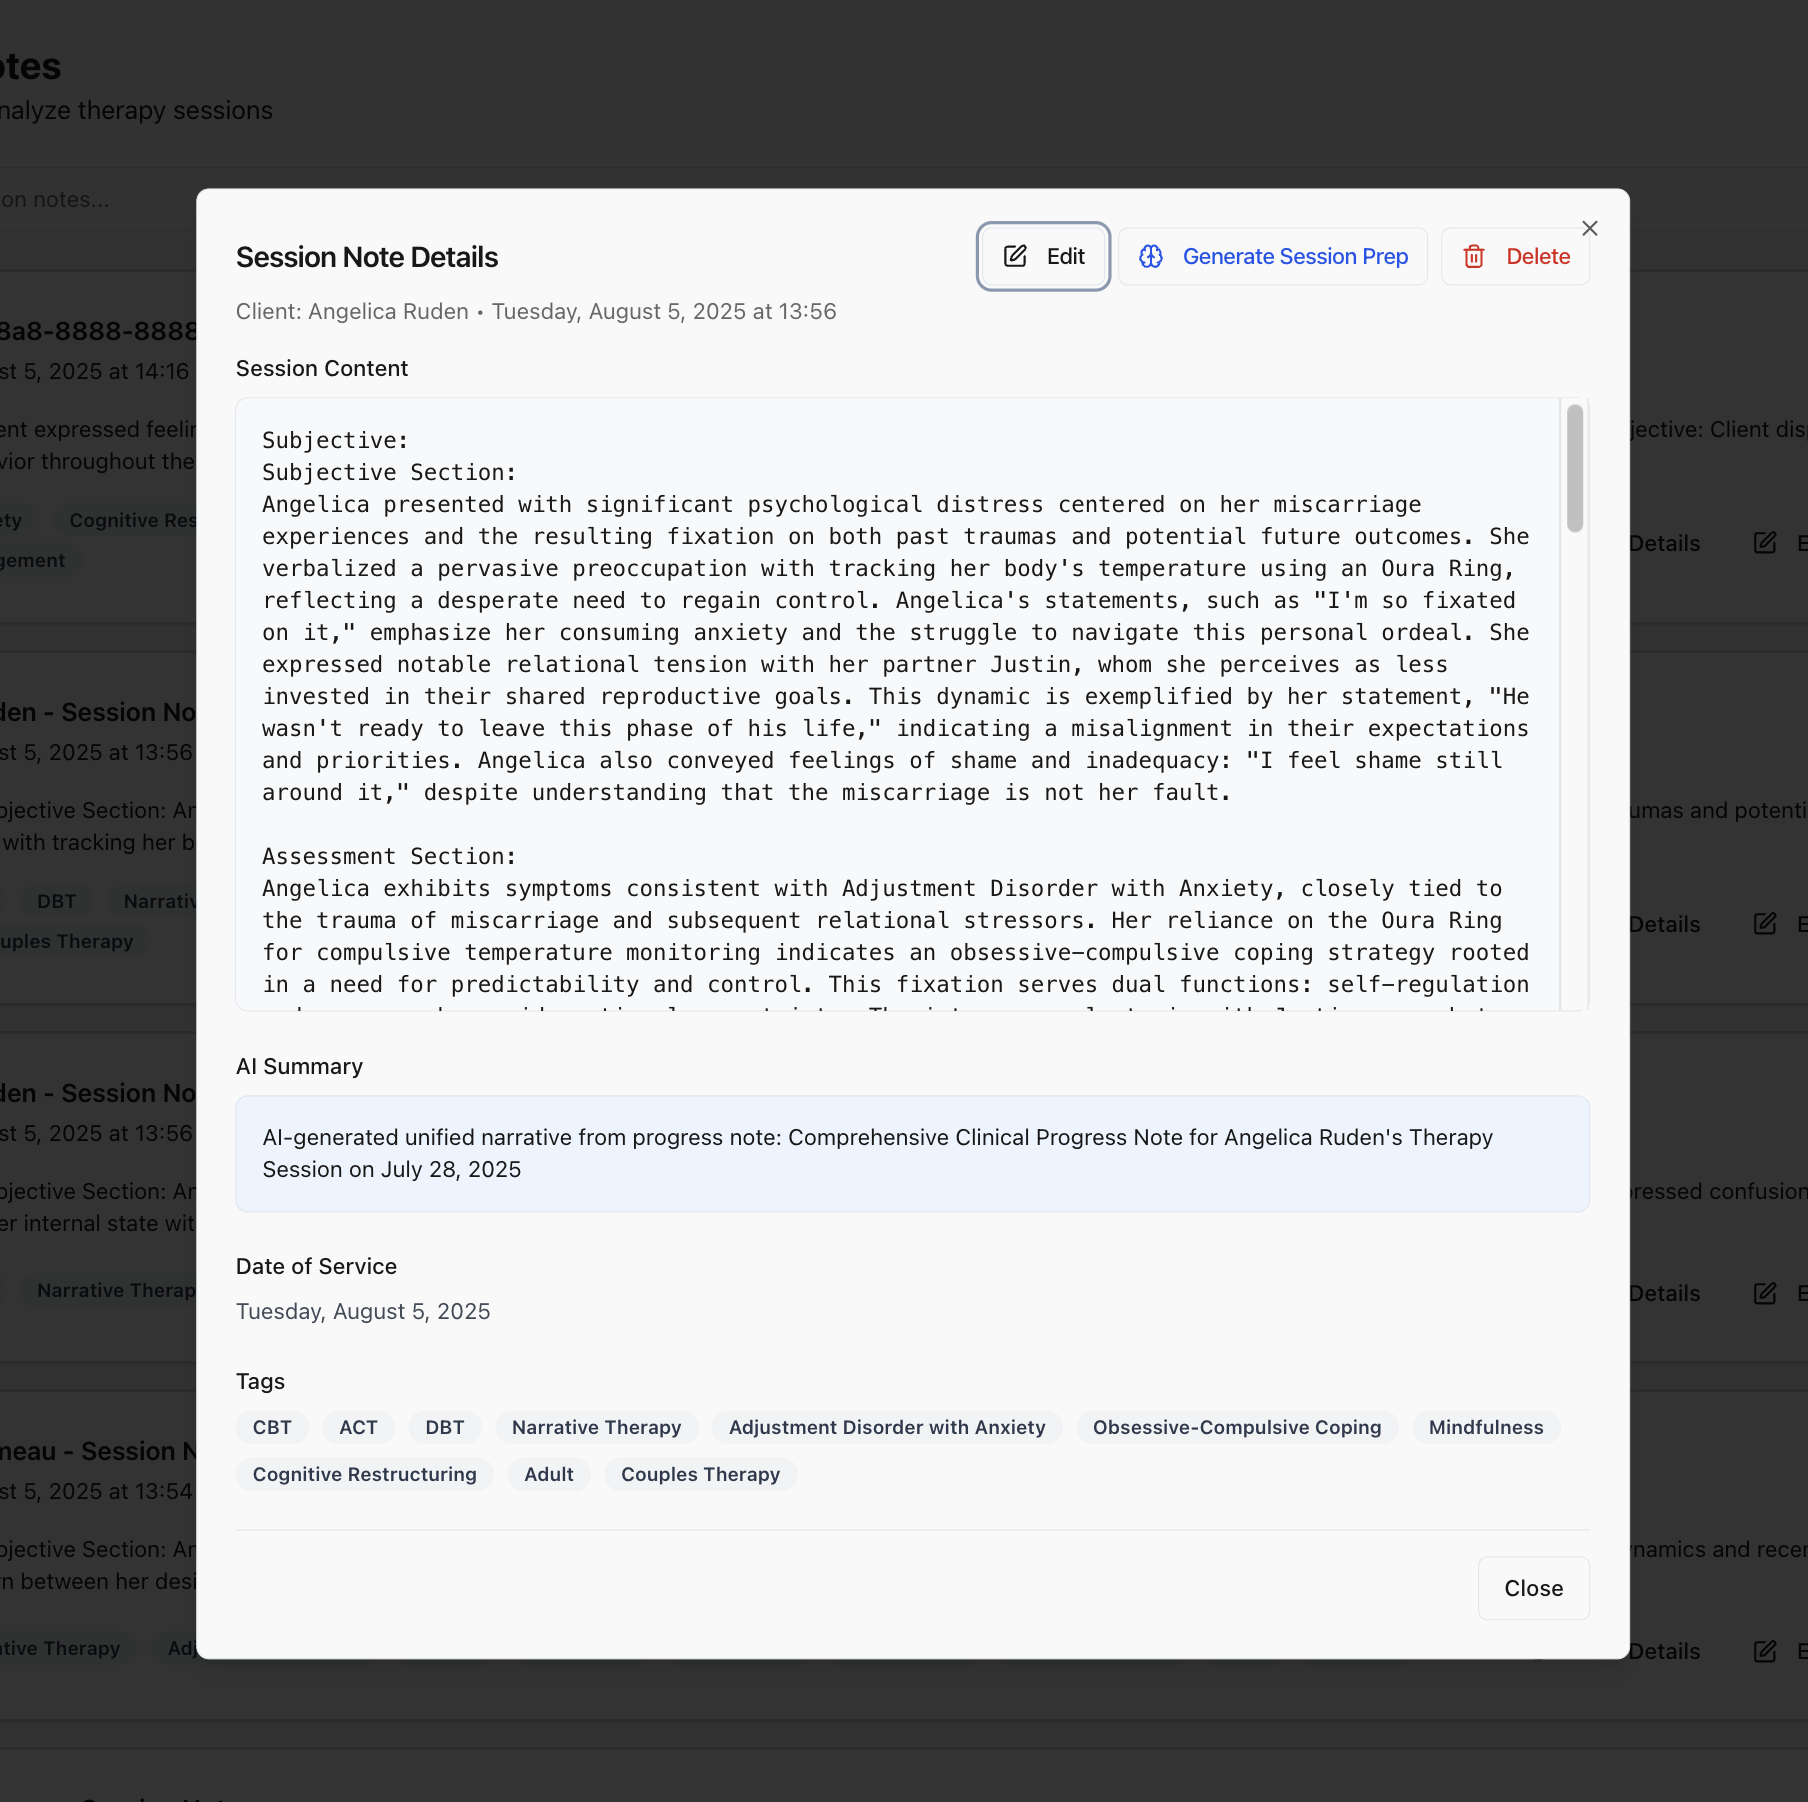 otes
nalyze therapy sessions
on notes...
Session Note Details
Edit
Generate Session Prep
Delete
Client: Angelica Ruden • Tuesday, August 5, 2025 at 13:56
Session Content
Subjective:
Subjective Section:
Angelica presented with significant psychological distress centered on her miscarriage
experiences and the resulting fixation on both past traumas and potential future outcomes. She
verbalized a pervasive preoccupation with tracking her body's temperature using an Oura Ring,
reflecting a desperate need to regain control. Angelica's statements, such as "I'm so fixated
on it," emphasize her consuming anxiety and the struggle to navigate this personal ordeal. She
expressed notable relational tension with her partner Justin, whom she perceives as less
invested in their shared reproductive goals. This dynamic is exemplified by her statement, "He
wasn't ready to leave this phase of his life," indicating a misalignment in their expectations
and priorities. Angelica also conveyed feelings of shame and inadequacy: "I feel shame still
around it," despite understanding that the miscarriage is not her fault.
Assessment Section:
Angelica exhibits symptoms consistent with Adjustment Disorder with Anxiety, closely tied to
the trauma of miscarriage and subsequent relational stressors. Her reliance on the Oura Ring
for compulsive temperature monitoring indicates an obsessive-compulsive coping strategy rooted
in a need for predictability and control. This fixation serves dual functions: self-regulation
AI Summary
AI-generated unified narrative from progress note: Comprehensive Clinical Progress Note for Angelica Ruden's Therapy
Session on July 28, 2025
Date of Service
Tuesday, August 5, 2025
Tags
CBT
ACT
DBT
Narrative Therapy
Adjustment Disorder with Anxiety
Obsessive-Compulsive Coping
Mindfulness
Cognitive Restructuring
Adult
Couples Therapy
Close
8a8-8888-8888
st 5, 2025 at 14:16
ent expressed feelin
jective: Client dis
vior throughout the
ety
Cognitive Res
gement
Details
E
den - Session No
st 5, 2025 at 13:56
bjective Section: An
umas and potenti
with tracking her b
DBT
Narrativ
uples Therapy
Details
E
den - Session No
st 5, 2025 at 13:56
bjective Section: An
pressed confusion
er internal state wit
Narrative Therap
Details
E
meau - Session N
st 5, 2025 at 13:54
bjective Section: An
ynamics and recen
n between her desi
ative Therapy
Adj
Details
E